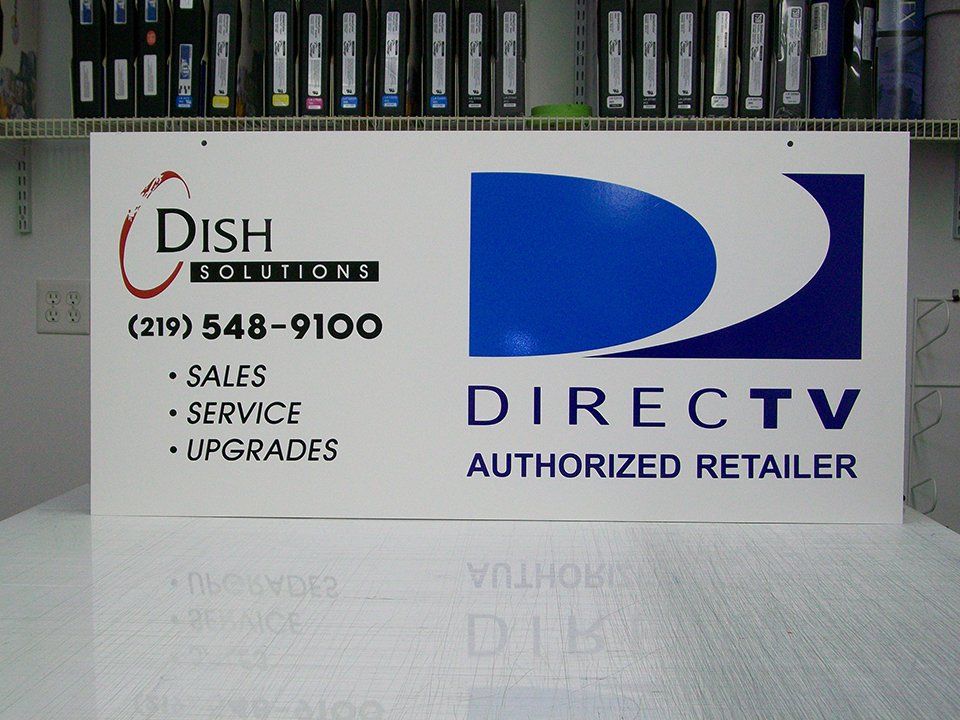 DISH
SOLUTIONS
(219) 548-9100
• SALES
• SERVICE
• UPGRADES
DIRECTV
AUTHORIZED RETAILER